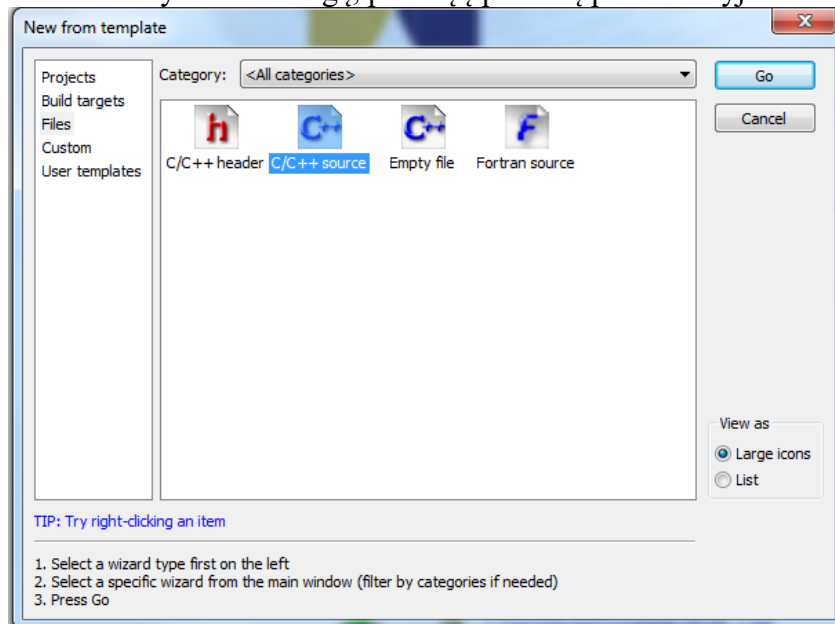 New from template
Projects
Build targets
Files
Custom
User templates
Category: <All categories>
C/C++ header C/C++ source Empty file Fortran source
Go
Cancel
View as
Large icons
List
TIP: Try right-clicking an item
1. Select a wizard type first on the left
2. Select a specific wizard from the main window (filter by categories if needed)
3. Press Go